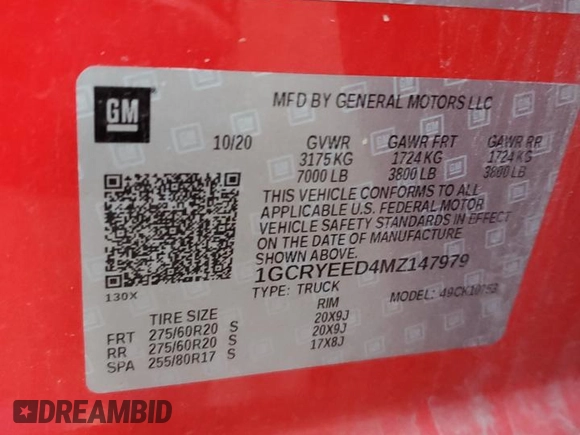 GM
MFD BY GENERAL MOTORS LLC
10/20 GVWR GAWR FRT GAWR RR
3175 KG 1724 KG 1724 KG
7000 LB 3800 LB 3800 LB
THIS VEHICLE CONFORMS TO ALL
APPLICABLE U.S. FEDERAL MOTOR
VEHICLE SAFETY STANDARDS IN EFFECT
ON THE DATE OF MANUFACTURE
SHOWN ABOVE.
1GCRYEED4MZ147979
130X
TYPE: TRUCK MODEL:
TIRE SIZE RIM
FRT 275/60R20 S 20X9J
RR 275/60R20 S 20X9J
SPA 255/80R17 S 17X8J
DREAMBID